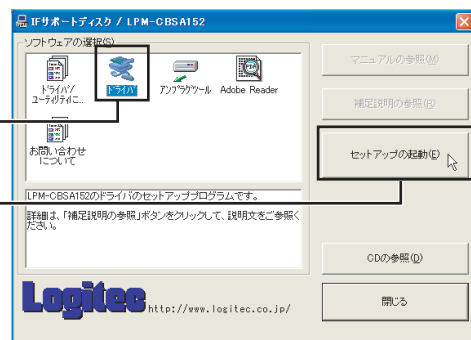 IFサポートディスク / LPM-CBSA152
ソフトウェアの選択(S)
ドライバ/
ユーティリティに...
ドライバ
アンプラグツール
Adobe Reader
お問い合わせ
について
マニュアルの参照(M)
補足説明の参照(R)
セットアップの起動(E)
LPM-CBSA152のドライバのセットアッププログラムです。
詳細は、「補足説明の参照」ボタンをクリックして、説明文をご参照く
ださい。
CDの参照(D)
Logitec
http://www.logitec.co.jp/
閉じる